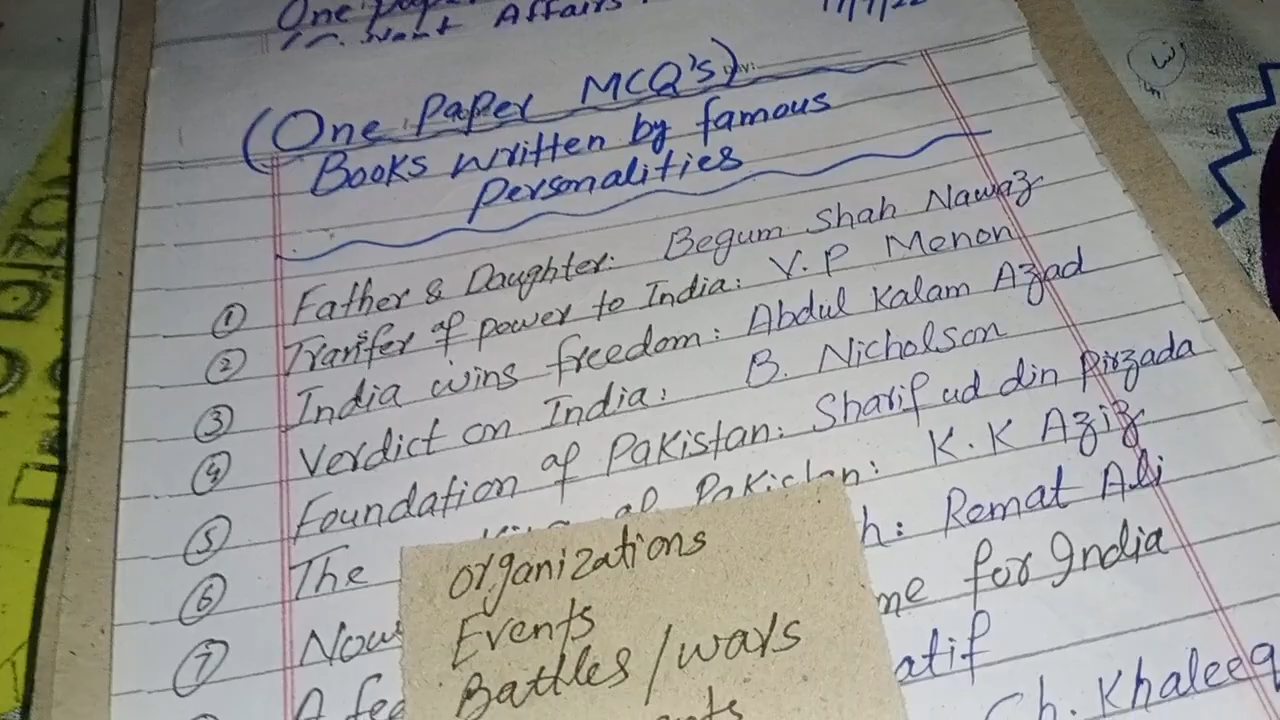 One
Affairs
(One Paper MCQ's)
Books written by famous
Personalities
① Father & Daughter: Begum Shah Nawaz
② Tranfer of power to India: V.P Menon
③ India wins freedom: Abdul Kalam Azad
④ Verdict on India: B. Nicholson
⑤ Foundation of Pakistan: Sharif ud din Pirzada
⑥ The of Pakistan: K.K Aziz
⑦ Now h: Remat Ali
A fed me for India
atif
Ch. Khaleeq
Organizations
Events
Battles / wars